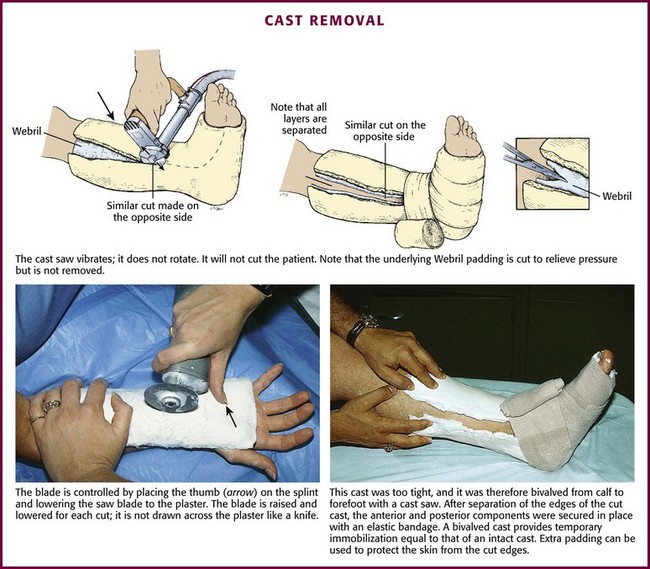 CAST REMOVAL
Webril
Similar cut made on
the opposite side
Note that all
layers are
separated
Similar cut on the
opposite side
Webril
The cast saw vibrates; it does not rotate. It will not cut the patient. Note that the underlying Webril padding is cut to relieve pressure
but is not removed.
The blade is controlled by placing the thumb (arrow) on the splint
and lowering the saw blade to the plaster. The blade is raised and
lowered for each cut; it is not drawn across the plaster like a knife.
This cast was too tight, and it was therefore bivalved from calf to
forefoot with a cast saw. After separation of the edges of the cut
cast, the anterior and posterior components were secured in place
with an elastic bandage. A bivalved cast provides temporary
immobilization equal to that of an intact cast. Extra padding can be
used to protect the skin from the cut edges.